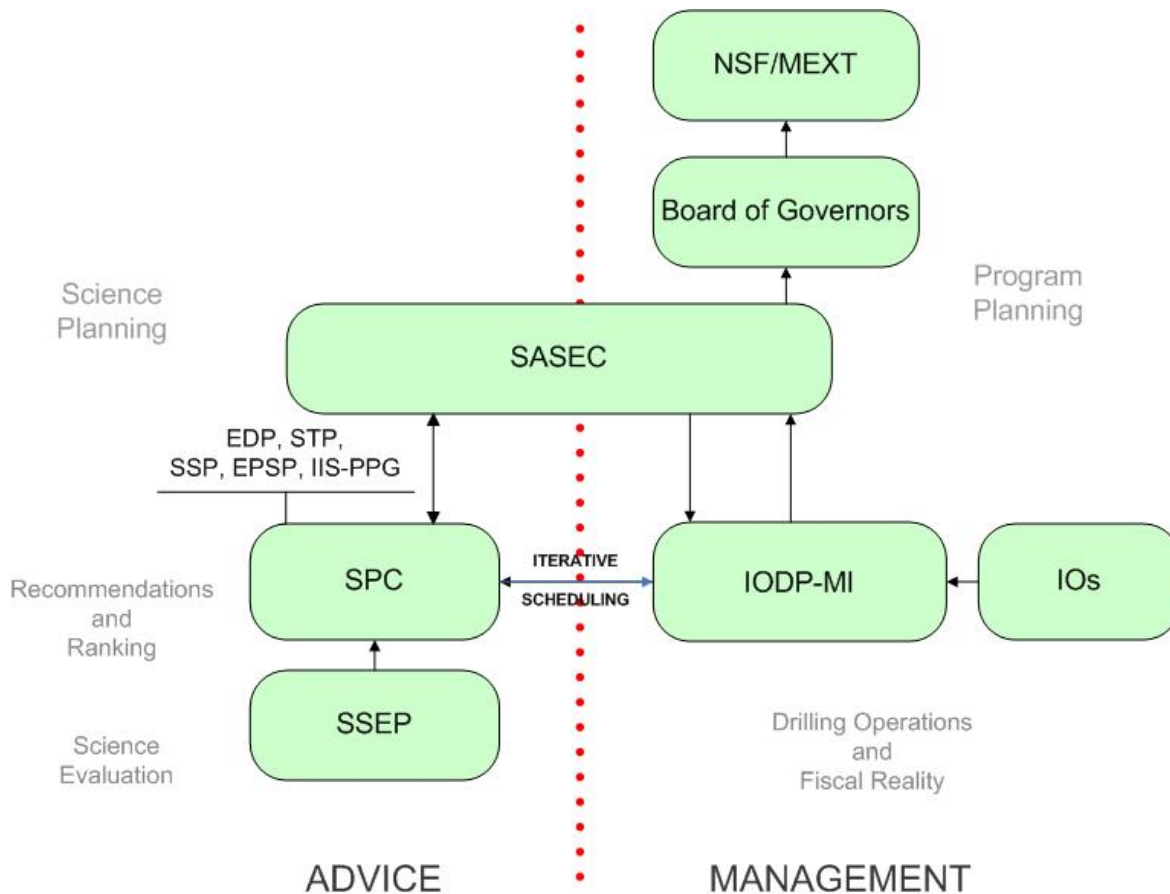 NSF/MEXT
Board of Governors
Science
Planning
Program
Planning
SASEC
EDP, STP,
SSP, EPSP, IIS-PPG
SPC
ITERATIVE
SCHEDULING
IODP-MI
IOs
Recommendations
and
Ranking
SSEP
Science
Evaluation
Drilling Operations
and
Fiscal Reality
ADVICE
MANAGEMENT